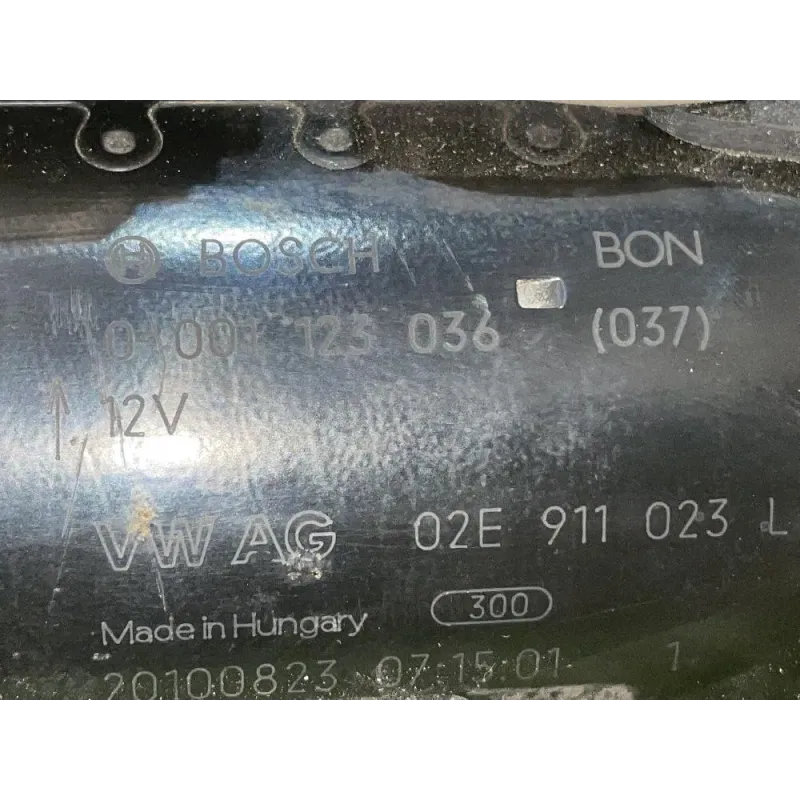 BOSCH BON
0 001 123 036 (037)
12V
VW AG 02E 911 023 L
Made in Hungary 300
20100823 07:15:01 1